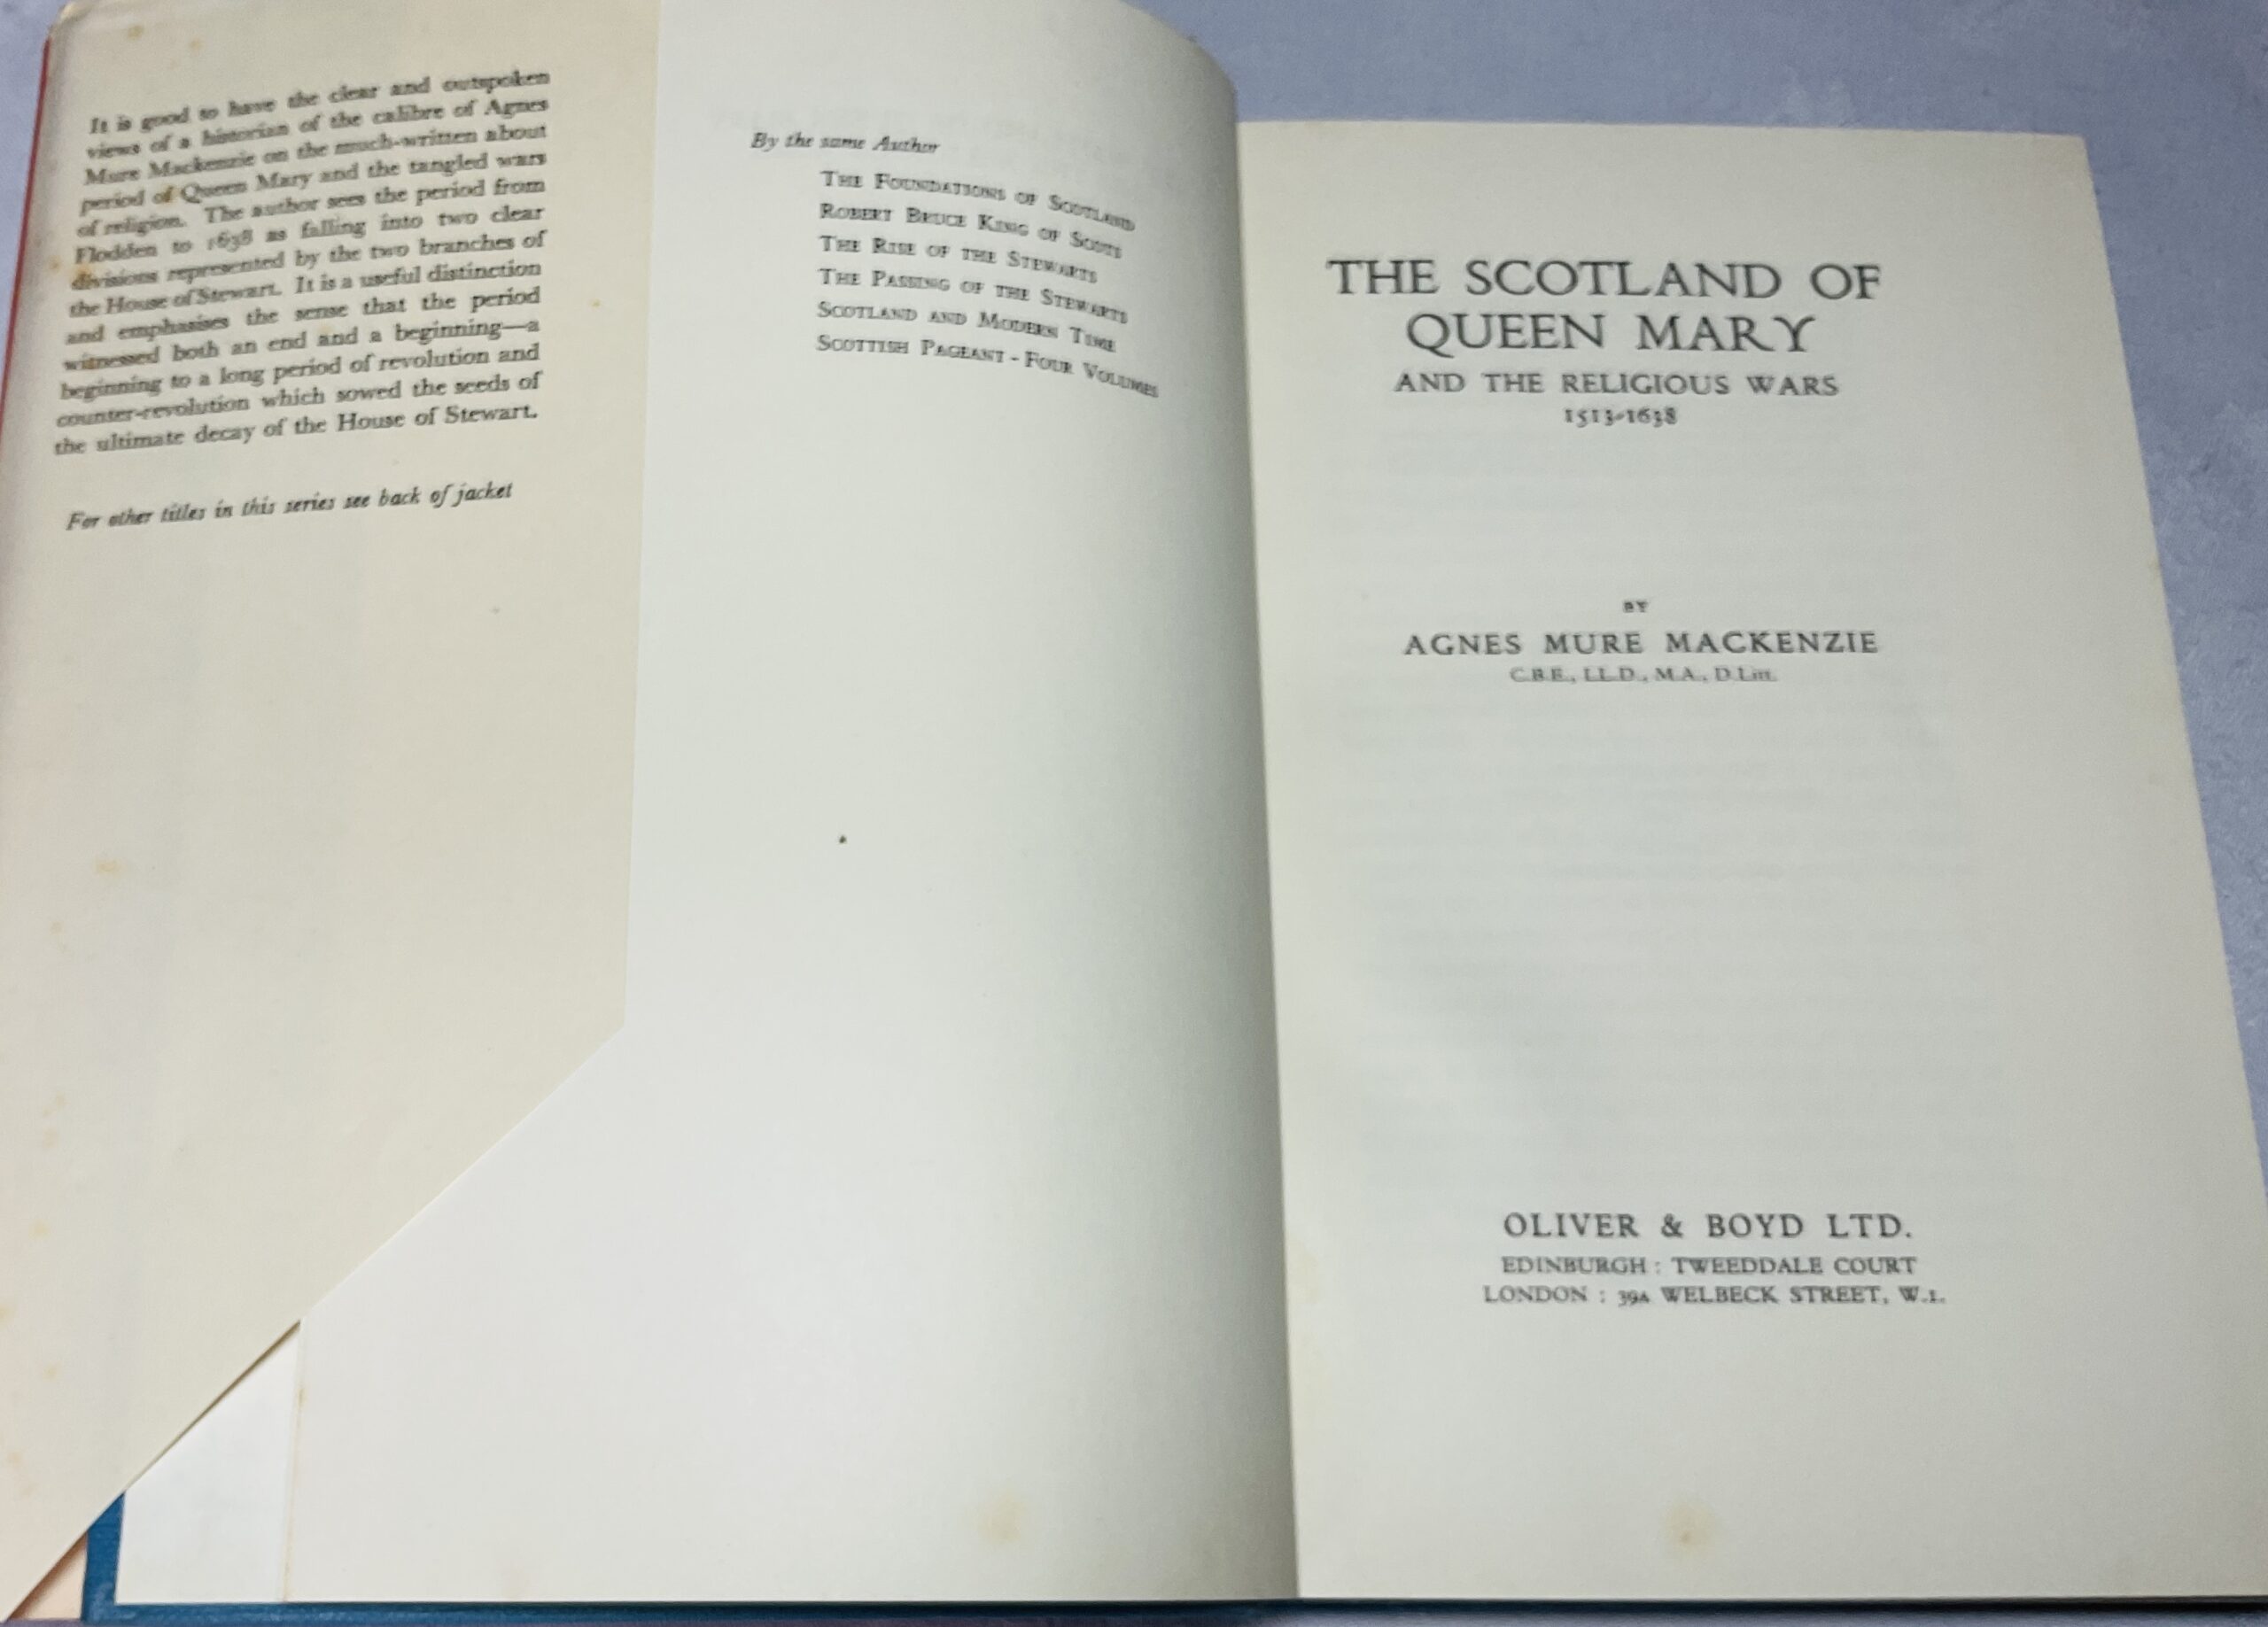 It is good to have the clear and outspoken
views of a historian of the calibre of Agnes
Mure Mackenzie on the much-written about
period of Queen Mary and the tangled wars
of religion. The author sees the period from
Flodden to 1638 as falling into two clear
divisions represented by the two branches of
the House of Stewart. It is a useful distinction
and emphasises the sense that the period
witnessed both an end and a beginning—a
beginning to a long period of revolution and
counter-revolution which sowed the seeds of
the ultimate decay of the House of Stewart.
For other titles in this series see back of jacket
By the same Author
THE FOUNDATIONS OF SCOTLAND
ROBERT BRUCE KING OF SCOTS
THE RISE OF THE STEWARTS
THE PASSING OF THE STEWARTS
SCOTLAND AND MODERN TIME
SCOTTISH PAGEANT - FOUR VOLUMES
THE SCOTLAND OF
QUEEN MARY
AND THE RELIGIOUS WARS
1513-1638
BY
AGNES MURE MACKENZIE
C.B.E., LL.D., M.A., D.Litt.
OLIVER & BOYD LTD.
EDINBURGH : TWEEDDALE COURT
LONDON : 39A WELBECK STREET, W.1.